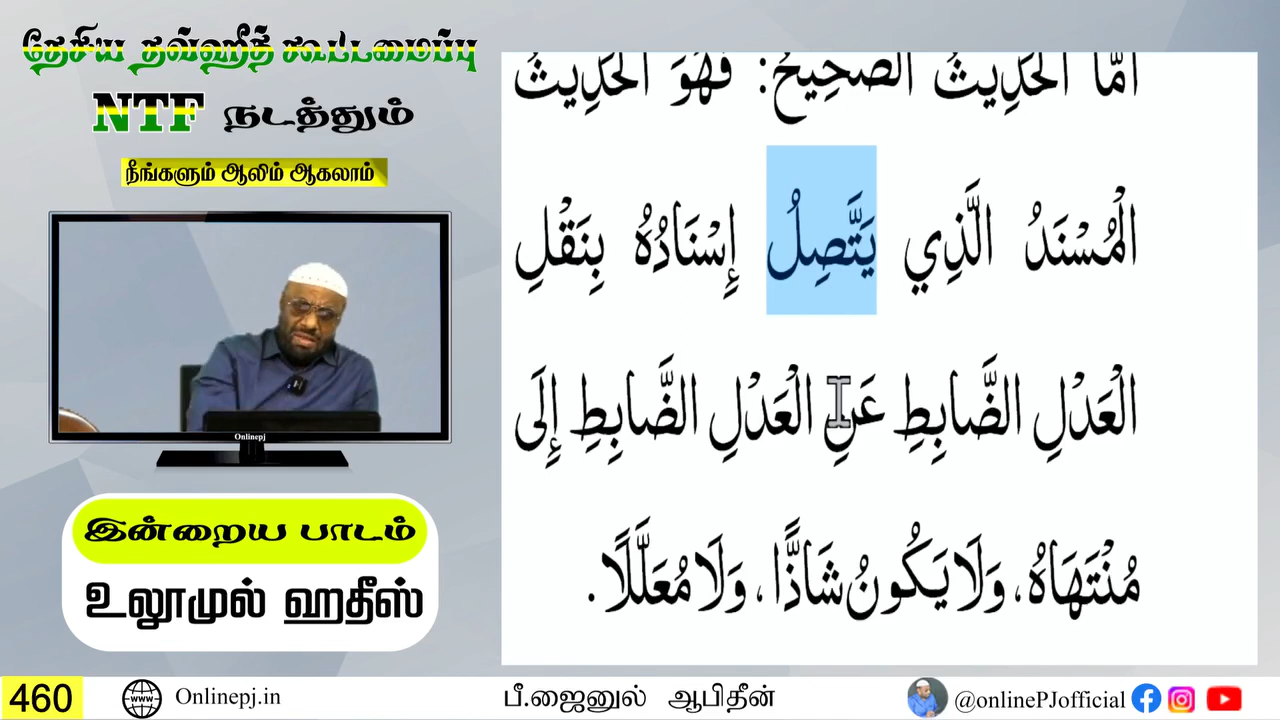 தேசிய தவ்ஹீத் கூட்டமைப்பு
NTF நடத்தும்
நீங்களும் ஆலிம் ஆகலாம்
Onlinepj
இன்றைய பாடம்
உலூமுல் ஹதீஸ்
أَمَّا الْحَدِيثُ الصَّحِيحُ: فَهُوَ الْحَدِيثُ
الْمُسْنَدُ الَّذِي يَتَّصِلُ إِسْنَادُهُ بِنَقْلِ
الْعَدْلِ الضَّابِطِ عَنِ الْعَدْلِ الضَّابِطِ إِلَى
مُنْتَهَاهُ، وَلَا يَكُونُ شَاذًّا، وَلَا مُعَلَّلًا.
460 www Onlinepj.in பீ.ஜைனுல் ஆபிதீன் @onlinePJofficial